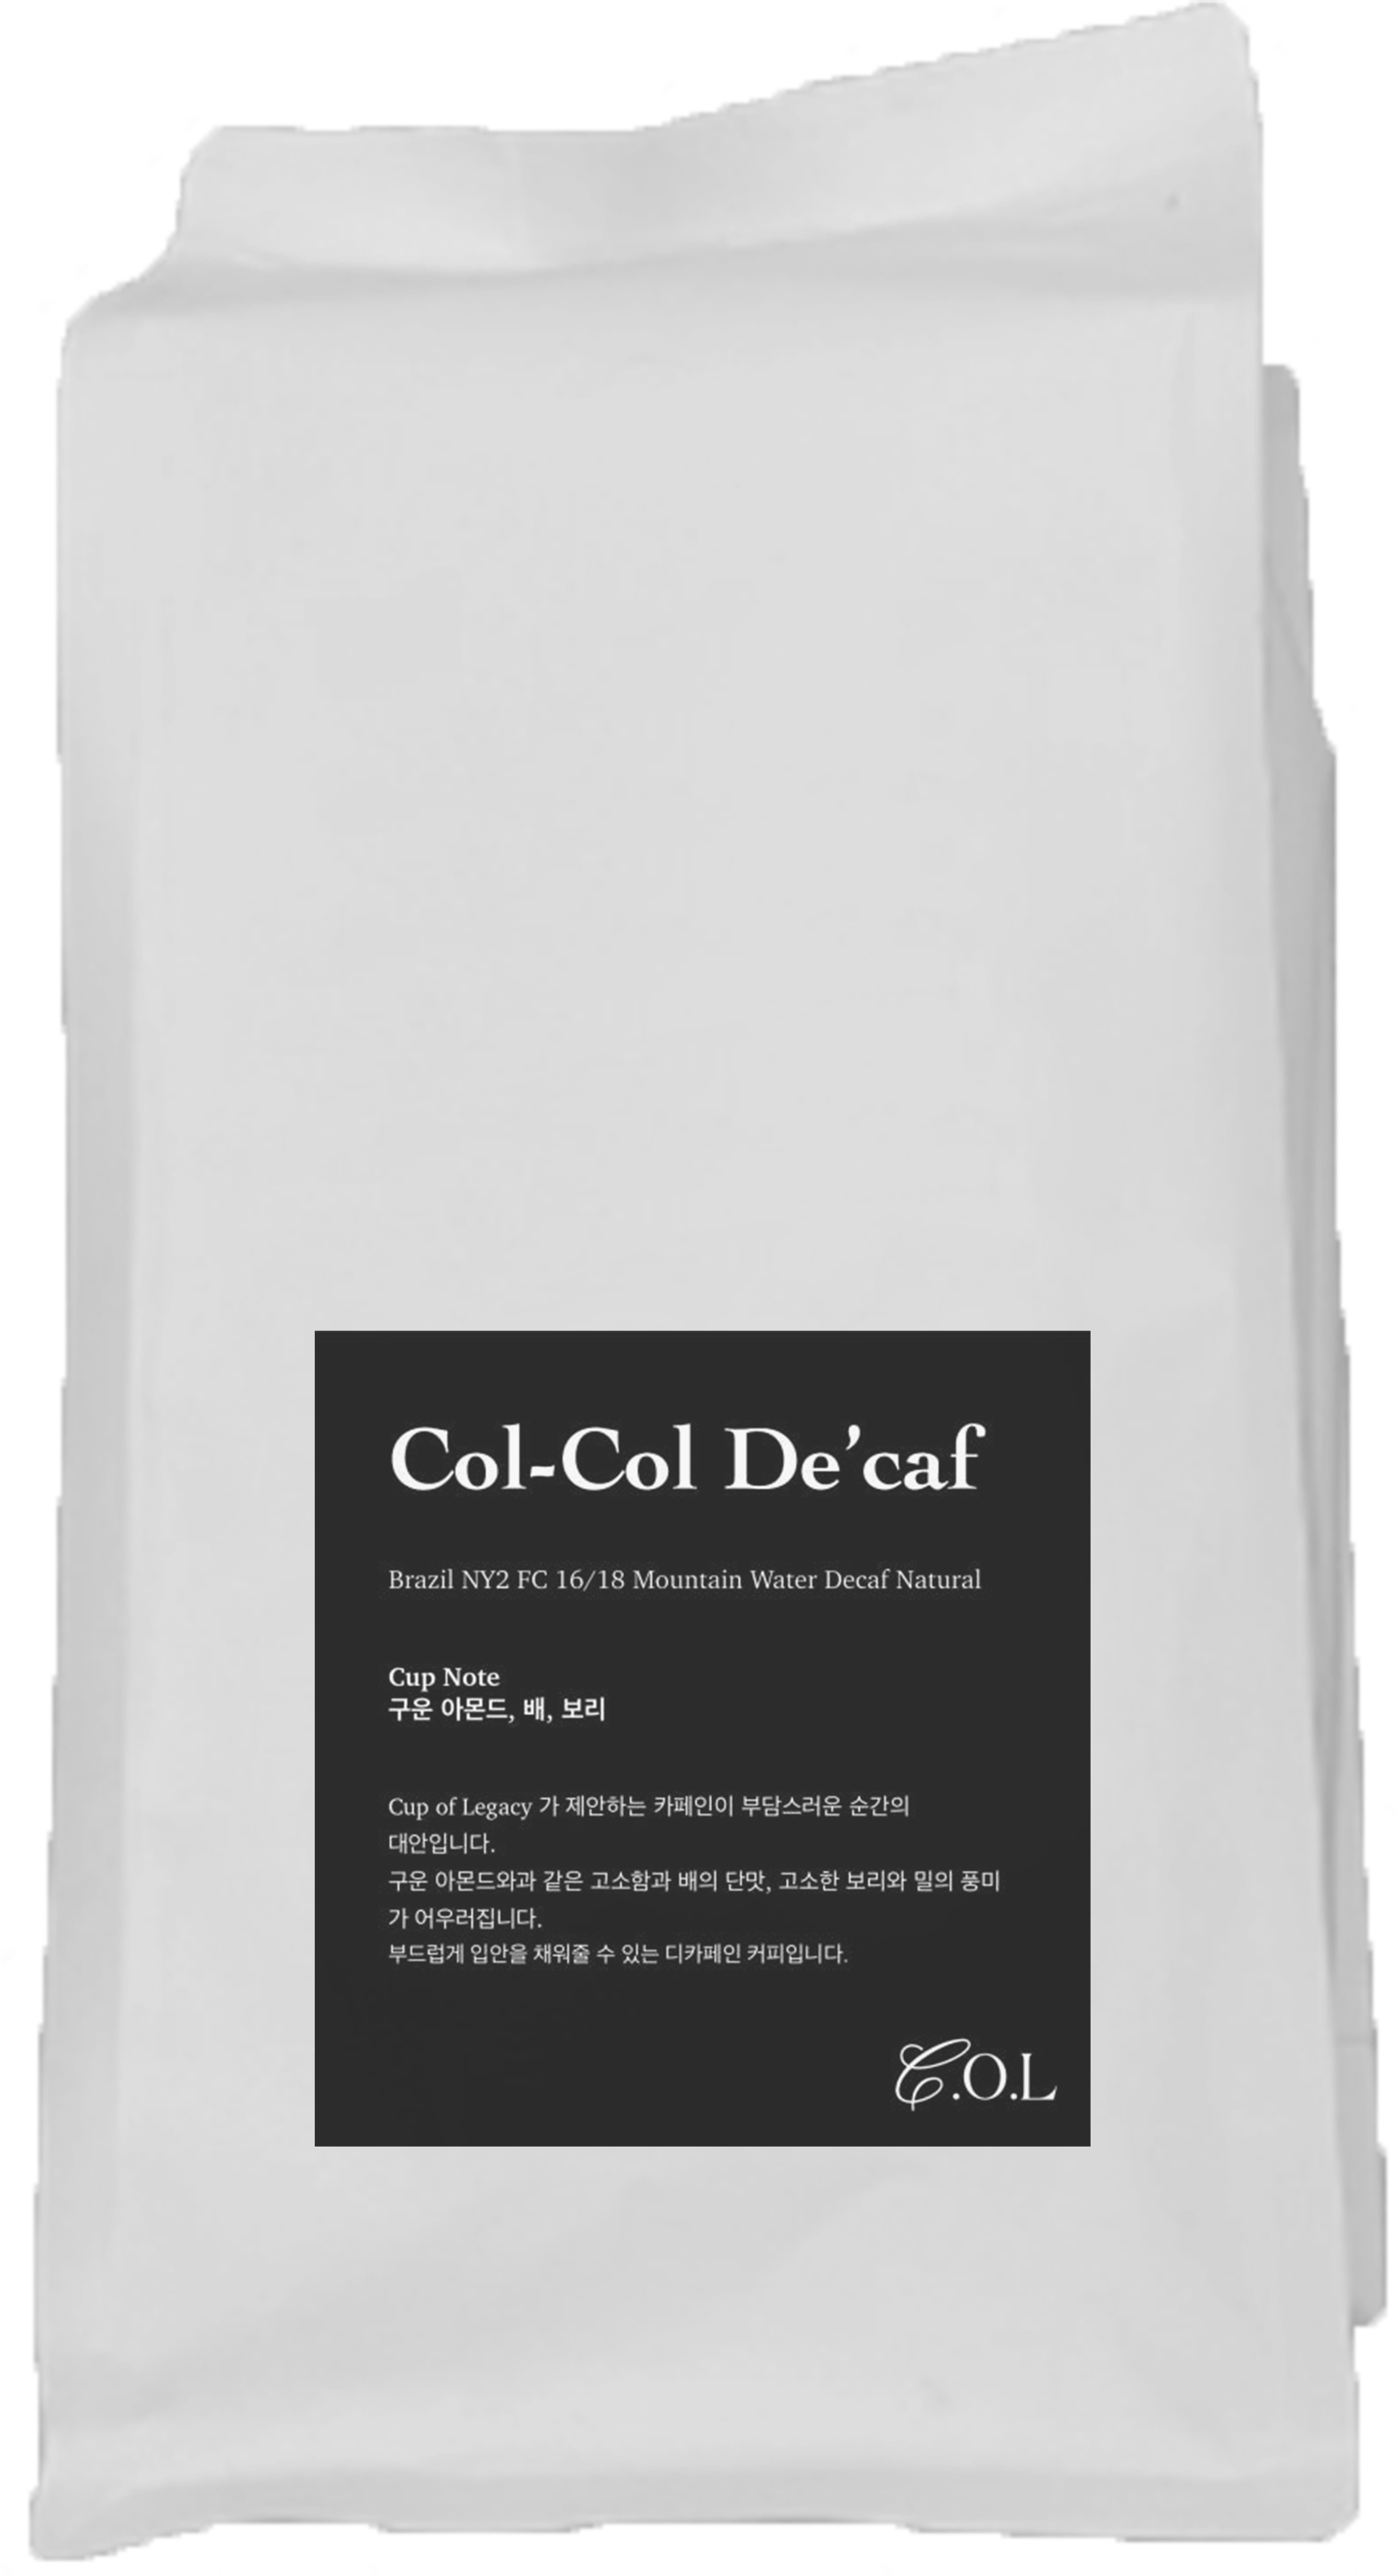 Col-Col De’caf
Brazil NY2 FC 16/18 Mountain Water Decaf Natural
Cup Note
구운 아몬드, 배, 보리
Cup of Legacy 가 제안하는 카페인이 부담스러운 순간의
대안입니다.
구운 아몬드와과 같은 고소함과 배의 단맛, 고소한 보리와 밀의 풍미
가 어우러집니다.
부드럽게 입안을 채워줄 수 있는 디카페인 커피입니다.
C.O.L